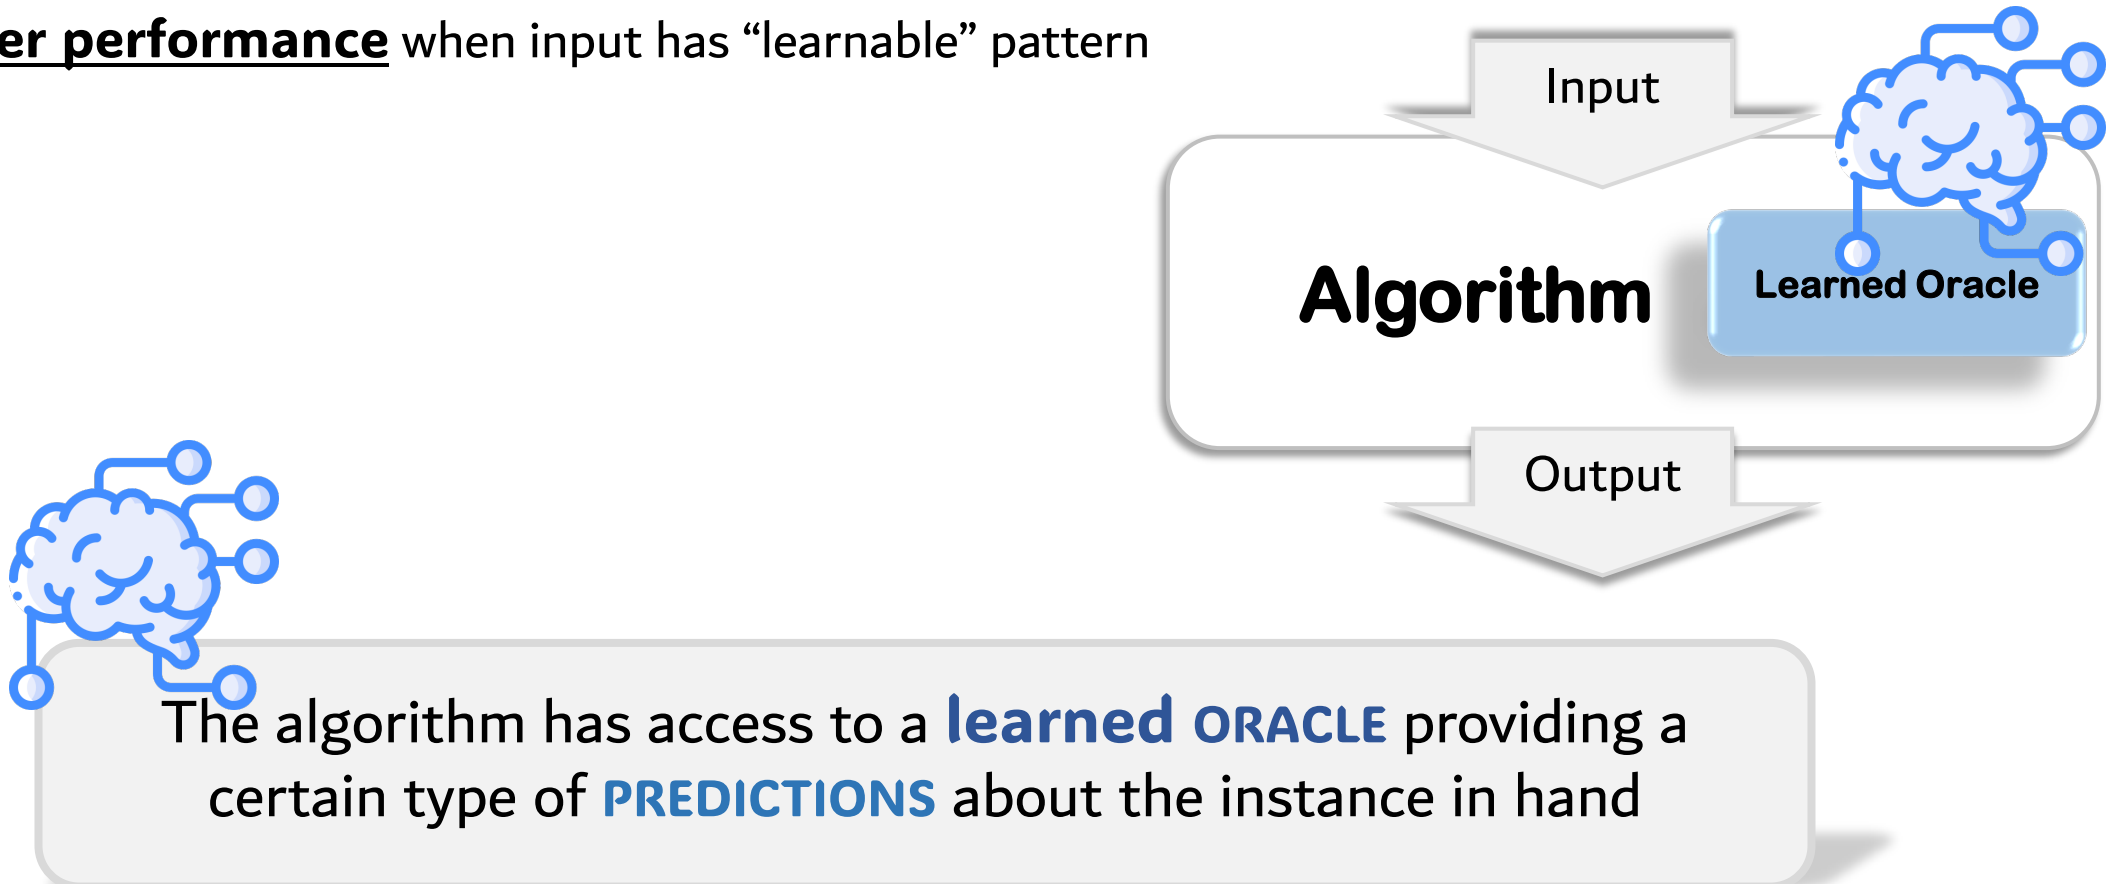 er performance when input has “learnable” pattern
Input
Algorithm
Learned Oracle
Output
The algorithm has access to a learned ORACLE providing a
certain type of PREDICTIONS about the instance in hand